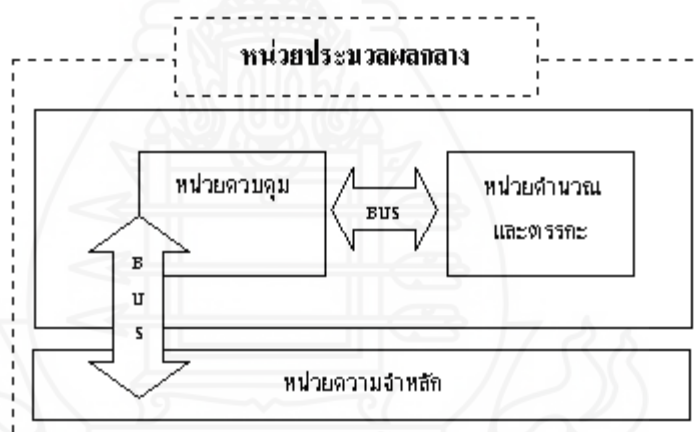 หน่วยประมวลผลกลาง
หน่วยควบคุม
BUS
หน่วยคำนวณ
และตรรกะ
BUS
หน่วยความจำหลัก